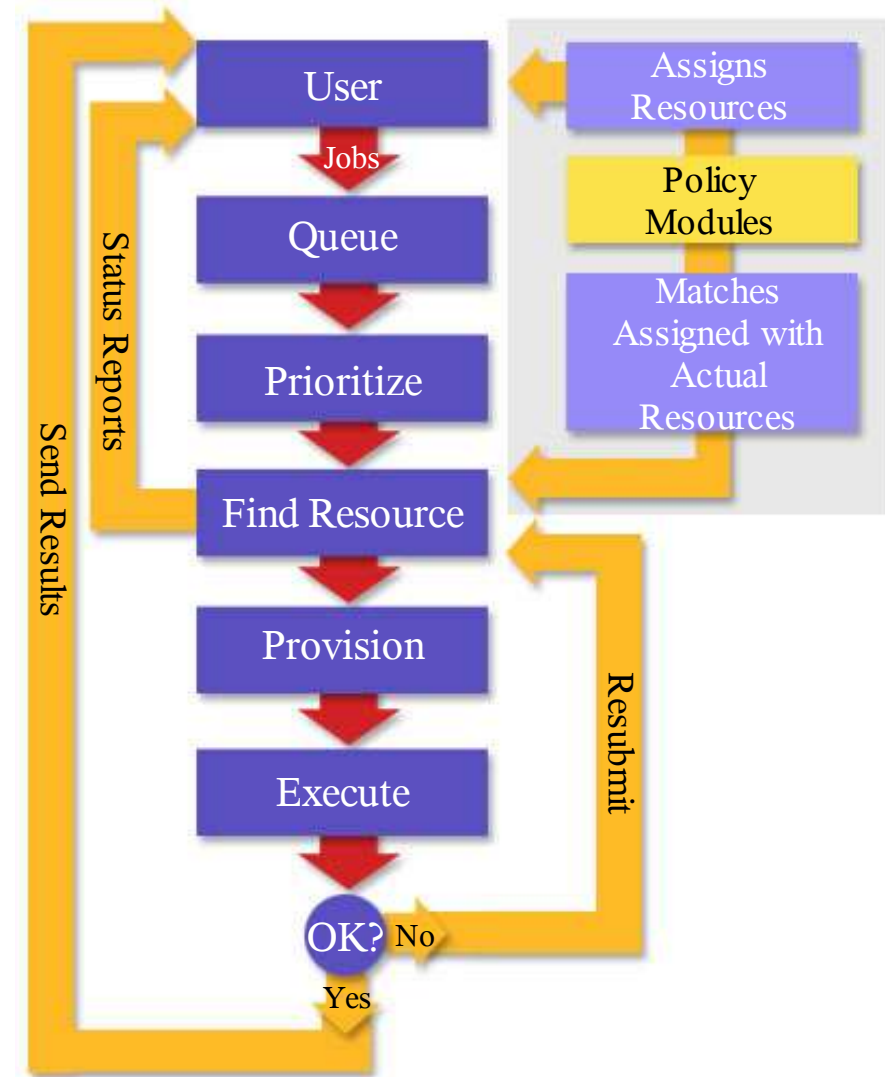 User
Jobs
Queue
Prioritize
Find Resource
Provision
Execute
OK?
No
Yes
Assigns
Resources
Policy
Modules
Matches
Assigned with
Actual
Resources
Status Reports
Send Results
Resubmit